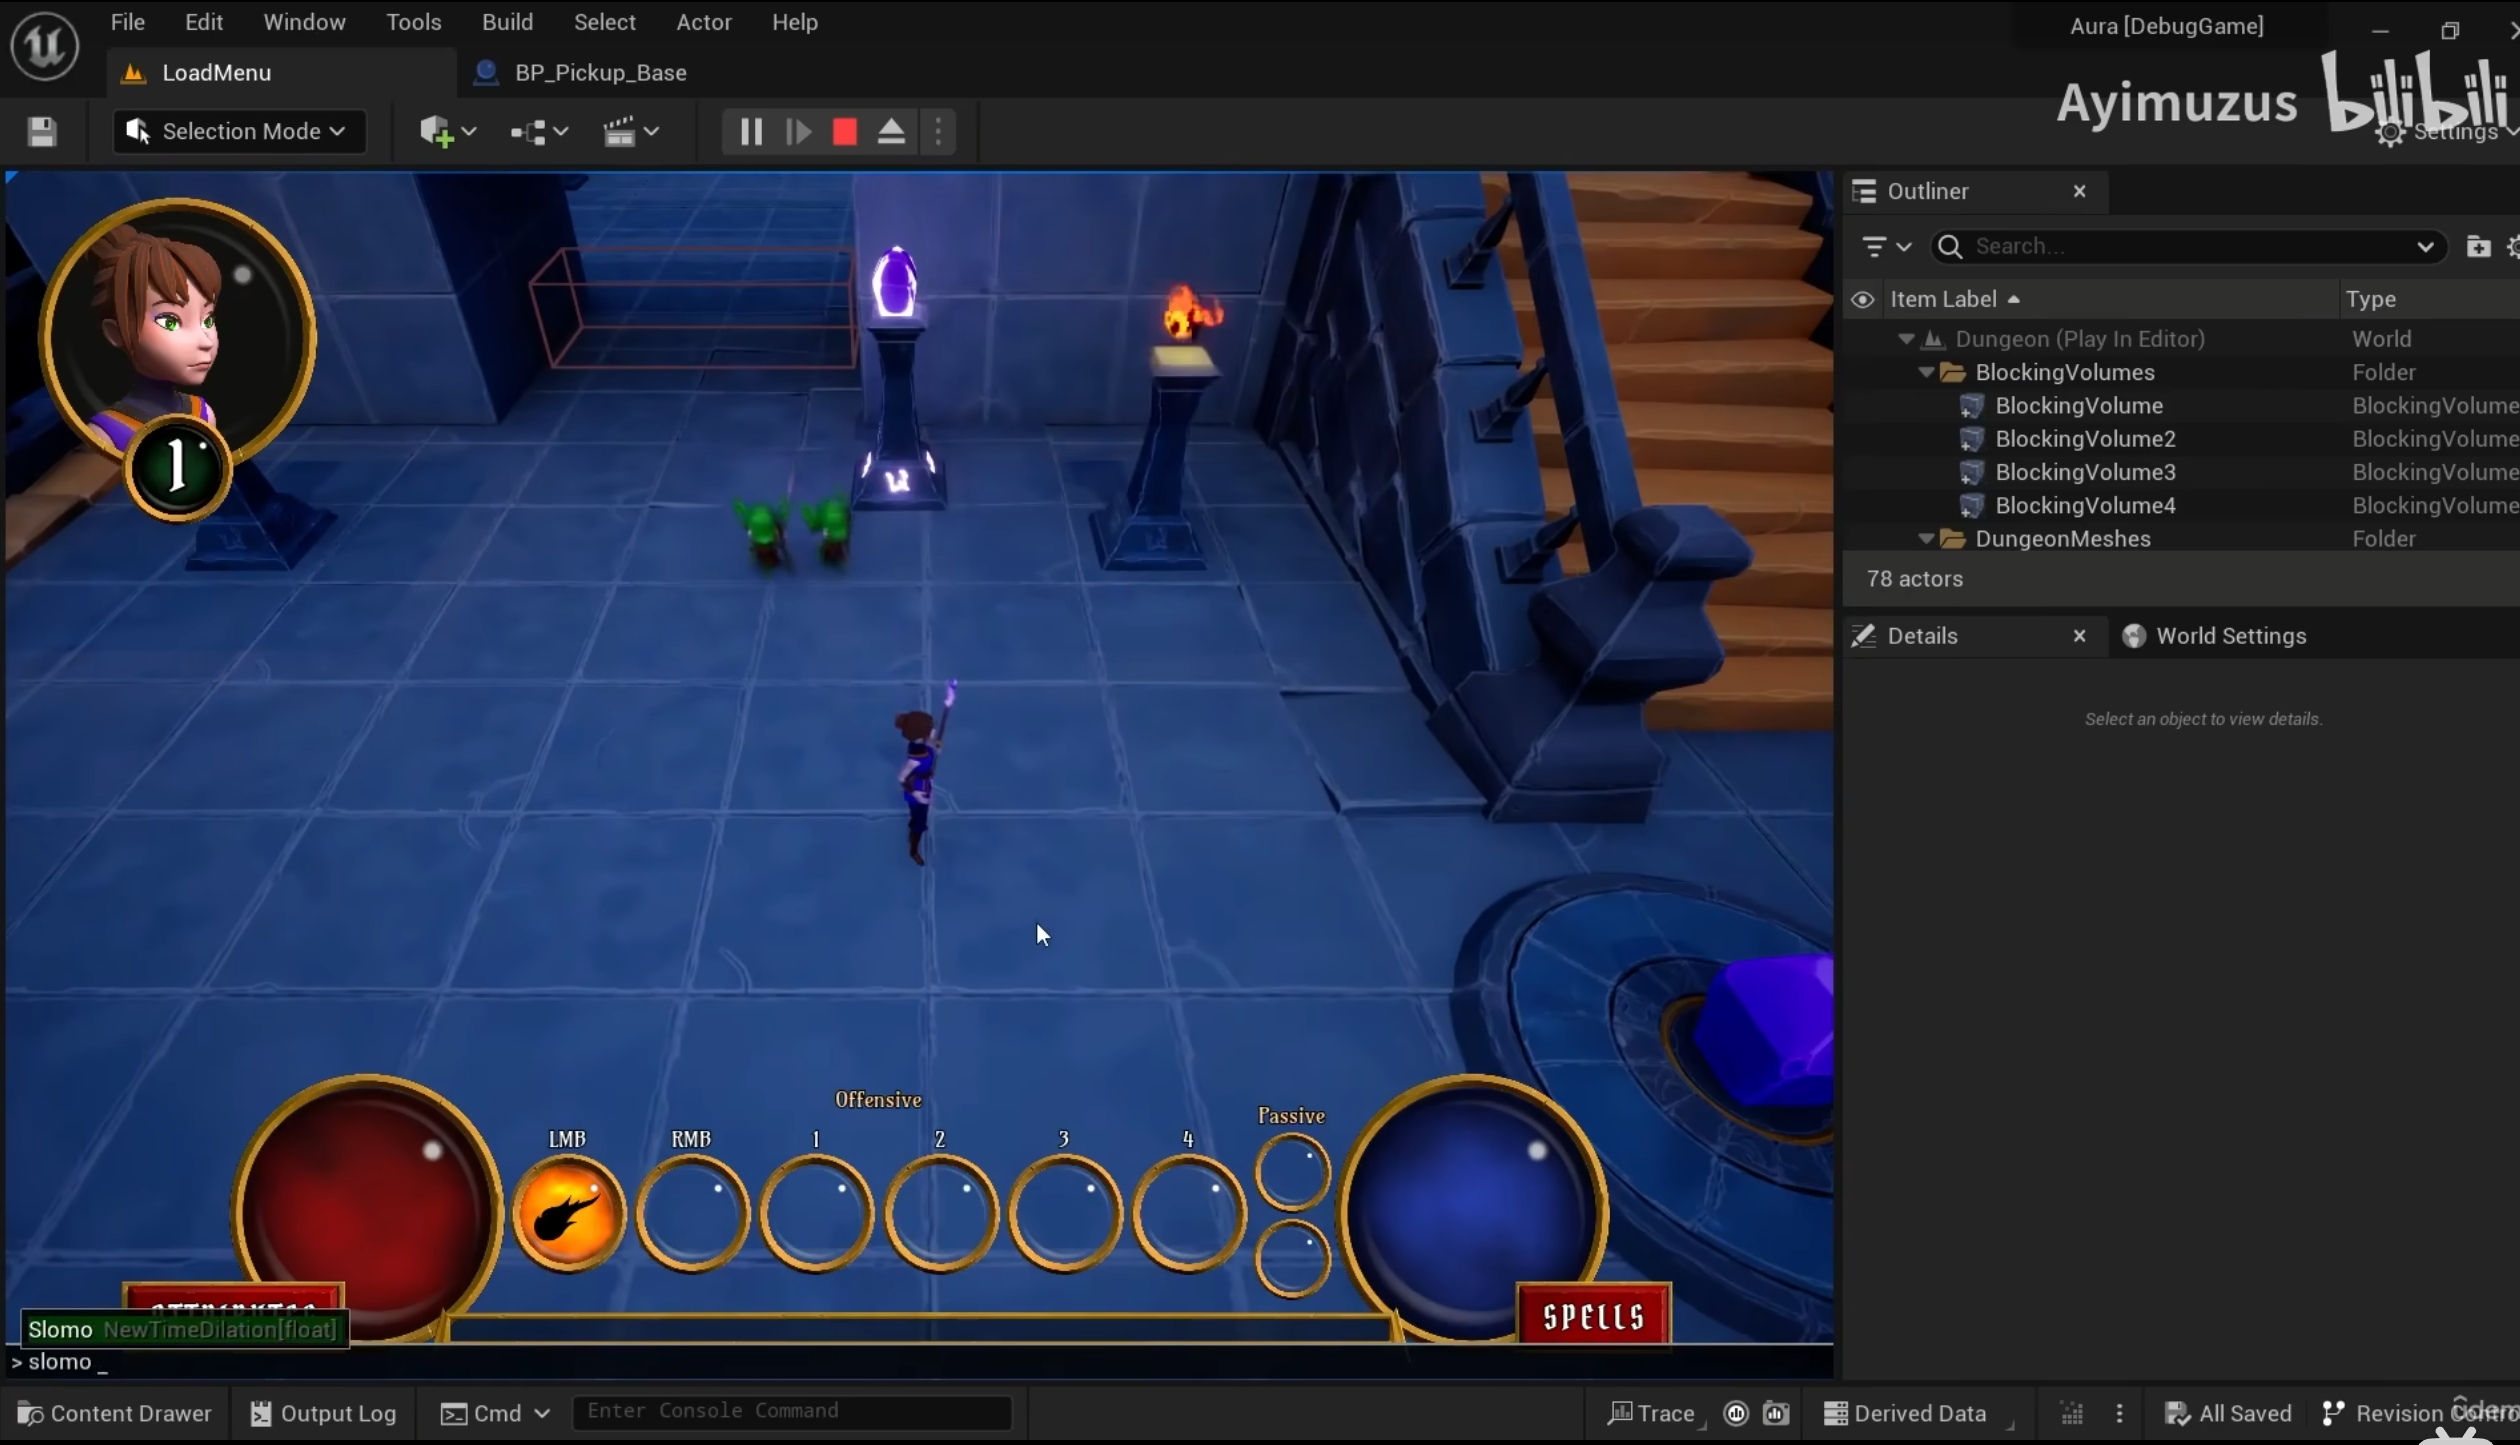 File Edit Window Tools Build Select Actor Help
Aura [DebugGame]
LoadMenu
BP_Pickup_Base
Ayimuzus bilibili
Selection Mode
Settings
Outliner
Search...
Item Label
Type
Dungeon (Play In Editor) World
BlockingVolumes Folder
BlockingVolume BlockingVolume
BlockingVolume2 BlockingVolume
BlockingVolume3 BlockingVolume
BlockingVolume4 BlockingVolume
DungeonMeshes Folder
78 actors
Details
World Settings
Select an object to view details.
1
Offensive
Passive
LMB RMB 1 2 3 4
ATTRIBUTES
SPELLS
Slomo NewTimeDilation[float]
> slomo _
Content Drawer
Output Log
Cmd
Enter Console Command
Trace
Derived Data
All Saved
Revision